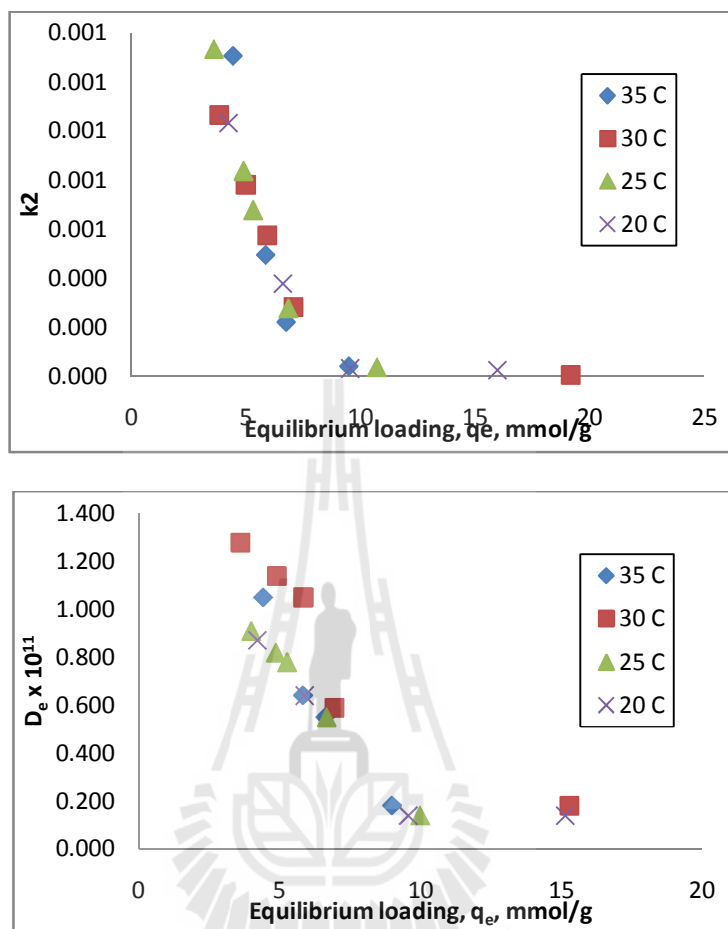 0.001
0.001
0.001
0.001
0.001
0.000
0.000
0.000
k2
0 5 10 15 20 25
Equilibrium loading, qe, mmol/g
35 C
30 C
25 C
20 C
1.400
1.200
1.000
0.800
0.600
0.400
0.200
0.000
Dₑ x 10¹¹
0 5 10 15 20
Equilibrium loading, qₑ, mmol/g
35 C
30 C
25 C
20 C